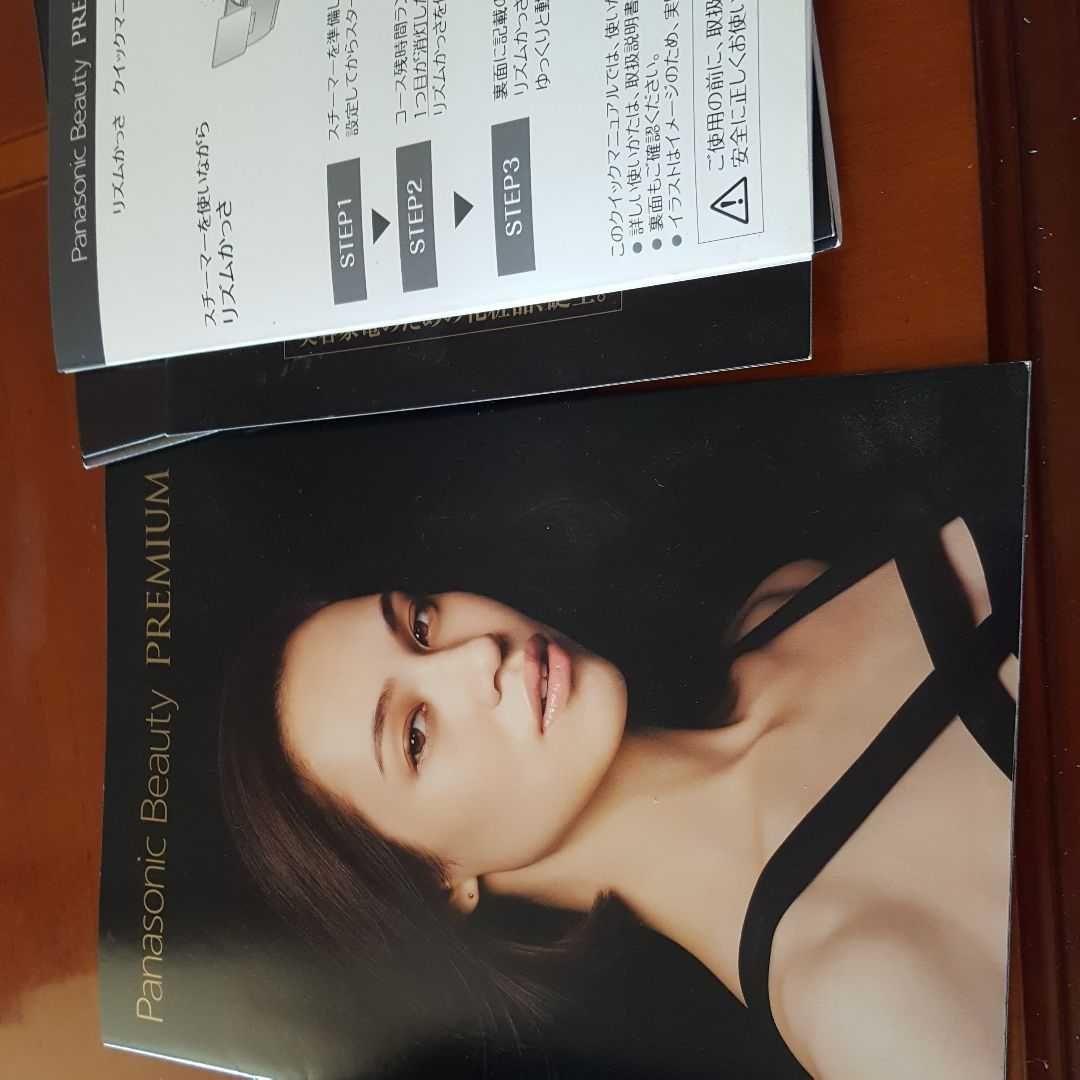 Panasonic Beauty PRE
リズムかっさ クイックマニ
スチーマーを使いながら
リズムかっさ
STEP1
スチーマーを準備し
設定してからスター
STEP2
コース残時間ラン
1つ目が消灯した
リズムかっさを
STEP3
裏面に記載の
リズムかっさ
ゆっくりと動
このクイックマニュアルでは、使いた
●詳しい使いかたは、取扱説明書
●裏面もご確認ください。
●イラストはイメージのため、実
ご使用の前に、取扱
安全に正しくお使い
Panasonic Beauty PREMIUM